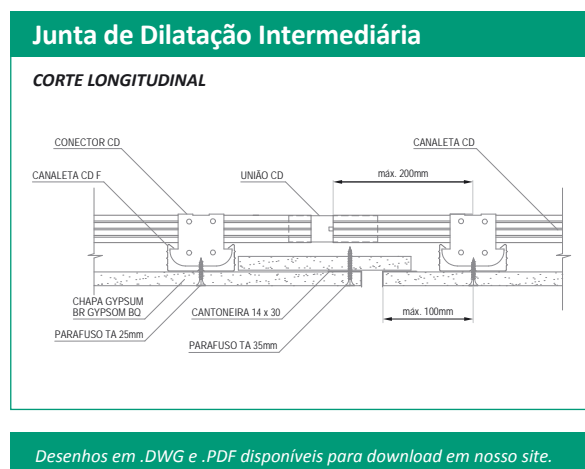 Junta de Dilatação Intermediária
CORTE LONGITUDINAL
CONECTOR CD
CANALETA CD
CANALETA CD F
UNIÃO CD
máx. 200mm
CHAPA GYPSUM
BR GYPSOM BQ
CANTONEIRA 14 x 30
máx. 100mm
PARAFUSO TA 25mm
PARAFUSO TA 35mm
Desenhos em .DWG e .PDF disponíveis para download em nosso site.